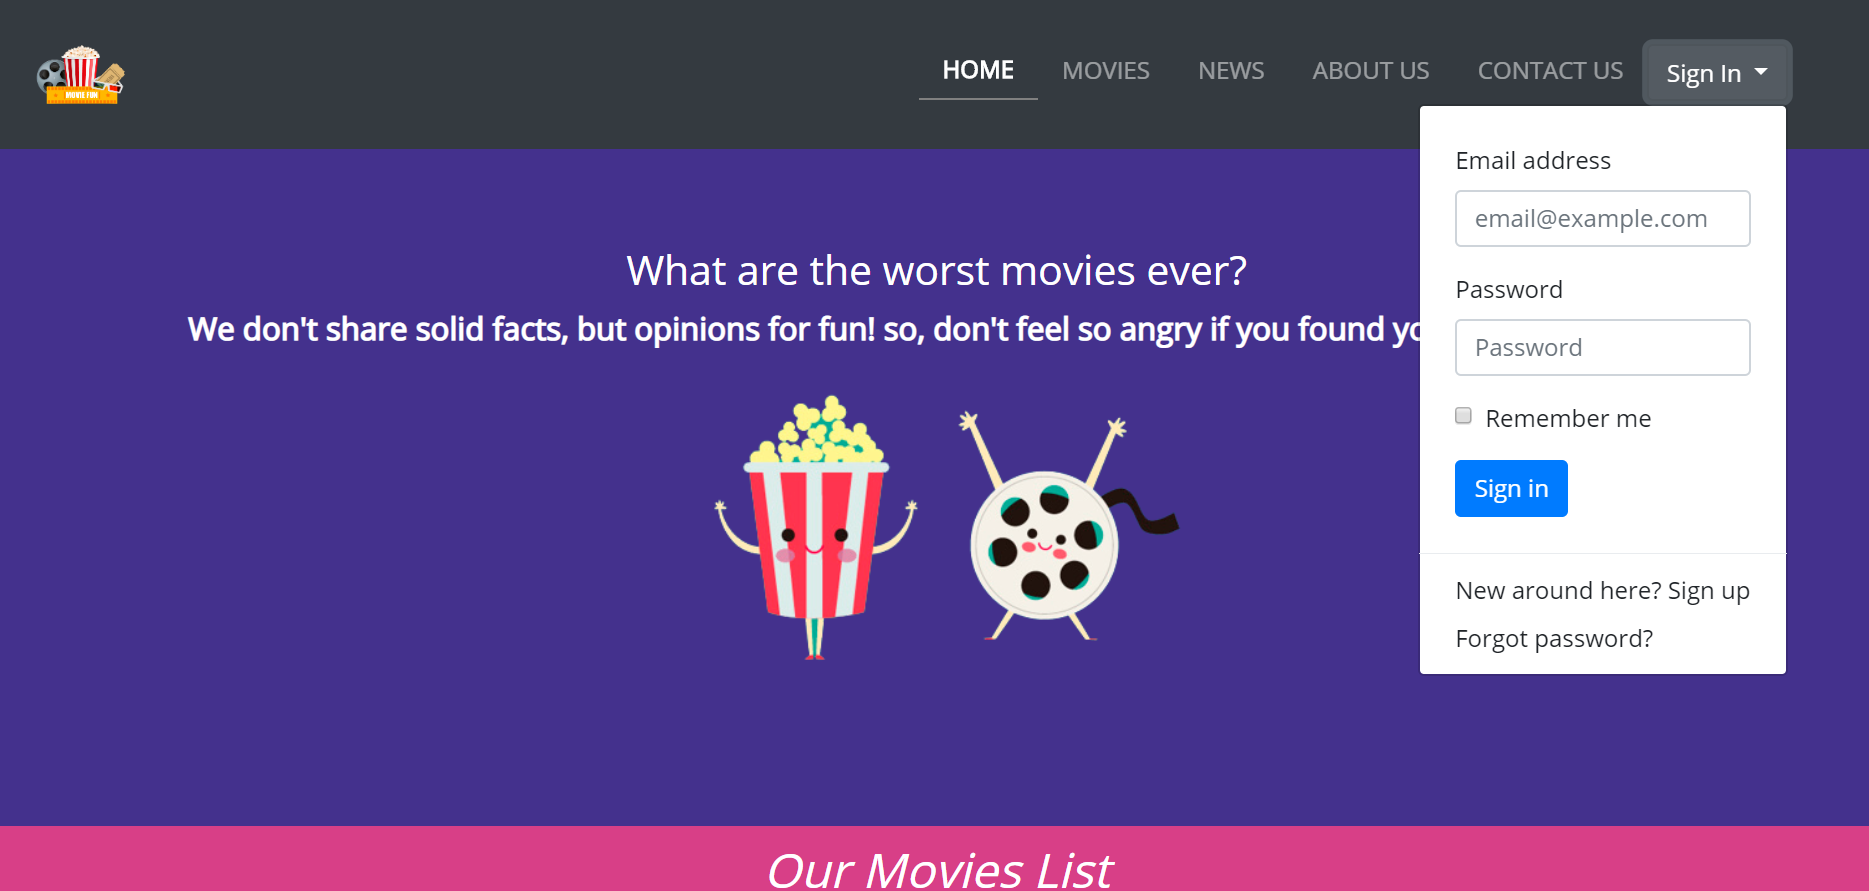 MOVIE FUN
HOME MOVIES NEWS ABOUT US CONTACT US Sign In
Email address
email@example.com
Password
Password
Remember me
Sign in
New around here? Sign up
Forgot password?
What are the worst movies ever?
We don't share solid facts, but opinions for fun! so, don't feel so angry if you found
Our Movies List